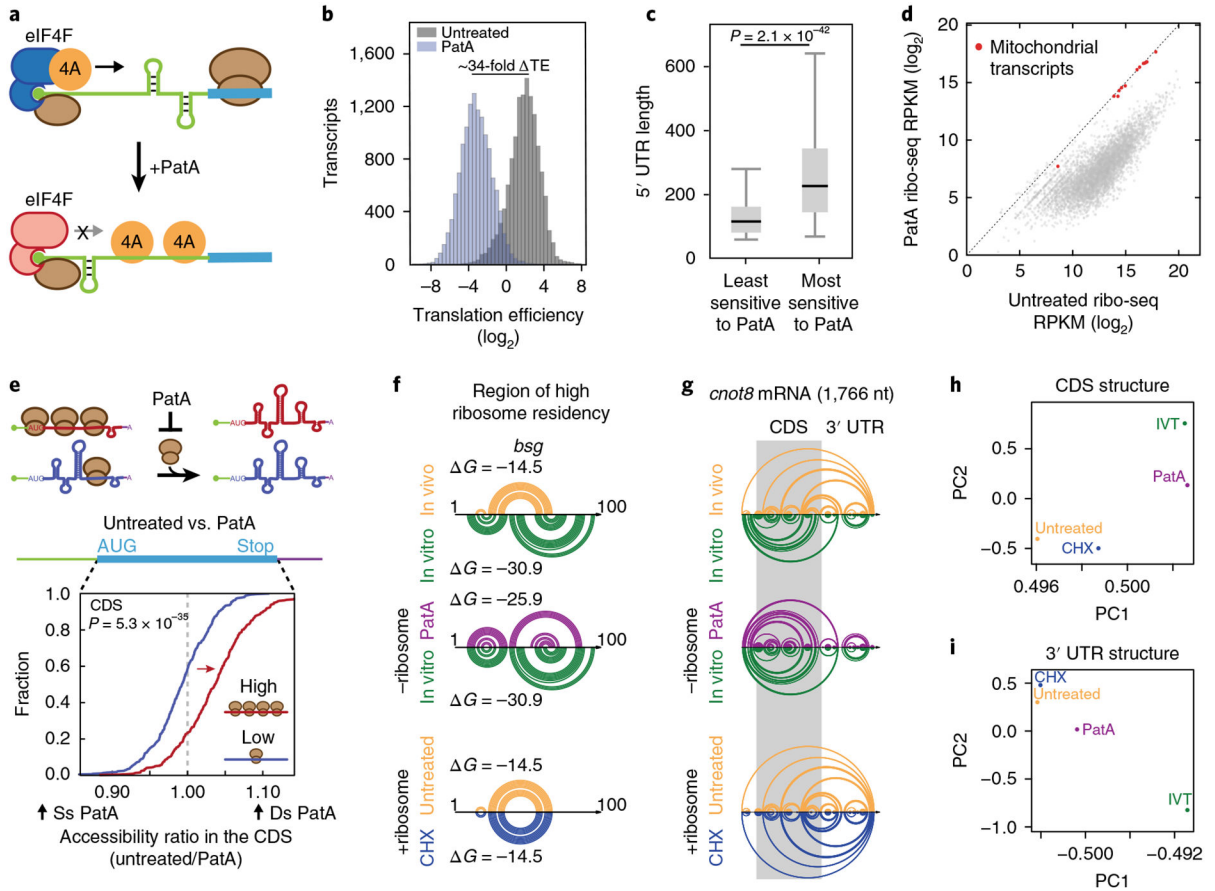 a
eIF4F
4A
+PatA
eIF4F
X
4A
4A
b
Untreated
PatA
~34-fold ΔTE
1,600
1,300
1,200
800
400
0
Transcripts
−8
−4
0
4
8
Translation efficiency
(log2)
c
P = 2.1 × 10−42
600
400
200
0
5′ UTR length
Least
sensitive
to PatA
Most
sensitive
to PatA
d
Mitochondrial
transcripts
PatA ribo-seq RPKM (log2)
20
15
10
5
0
0
5
10
15
20
Untreated ribo-seq
RPKM (log2)
e
PatA
AUG
A
AUG
A
AUG
A
AUG
A
Untreated vs. PatA
AUG
Stop
CDS
P = 5.3 × 10−35
High
Low
Fraction
1.0
0.8
0.6
0.4
0.2
0.0
0.90
1.00
1.10
Ss PatA
Ds PatA
Accessibility ratio in the CDS
(untreated/PatA)
f
Region of high
ribosome residency
bsg
ΔG = −14.5
1
100
In vivo
In vitro
ΔG = −30.9
ΔG = −25.9
1
100
−ribosome
PatA
In vitro
ΔG = −30.9
ΔG = −14.5
1
100
+ribosome
Untreated
CHX
ΔG = −14.5
g
cnot8 mRNA (1,766 nt)
CDS
3′ UTR
In vivo
In vitro
−ribosome
PatA
In vitro
+ribosome
Untreated
CHX
h
CDS structure
IVT
PatA
Untreated
CHX
PC2
0.5
0.0
−0.5
0.496
0.500
PC1
i
3′ UTR structure
CHX
Untreated
PatA
IVT
PC2
0.5
0.0
−0.5
−1.0
−0.500
−0.492
PC1